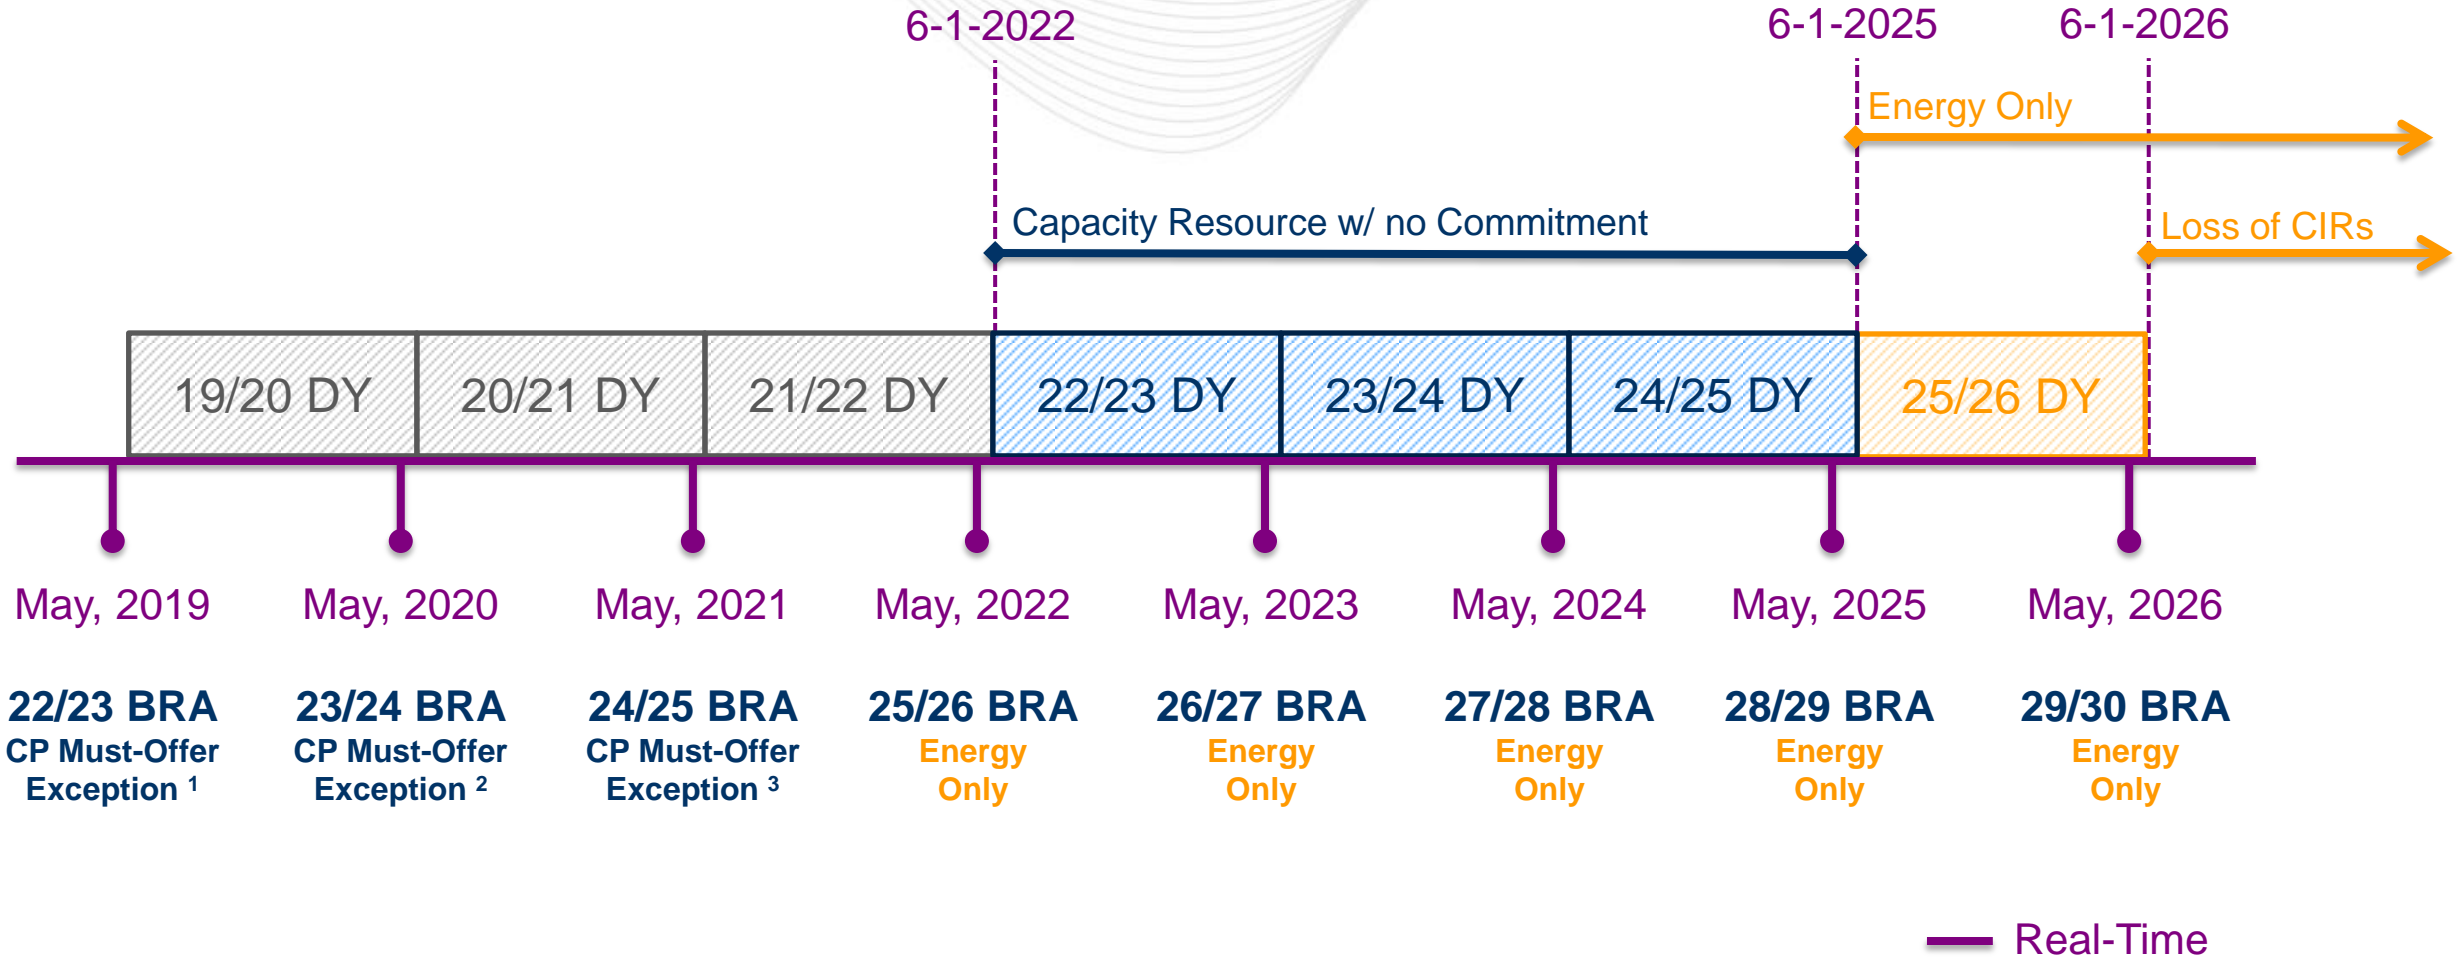 6-1-2022
6-1-2025
6-1-2026
Energy Only
Capacity Resource w/ no Commitment
Loss of CIRs
19/20 DY
20/21 DY
21/22 DY
22/23 DY
23/24 DY
24/25 DY
25/26 DY
May, 2019
May, 2020
May, 2021
May, 2022
May, 2023
May, 2024
May, 2025
May, 2026
22/23 BRA
CP Must-Offer
Exception ¹
23/24 BRA
CP Must-Offer
Exception ²
24/25 BRA
CP Must-Offer
Exception ³
25/26 BRA
Energy
Only
26/27 BRA
Energy
Only
27/28 BRA
Energy
Only
28/29 BRA
Energy
Only
29/30 BRA
Energy
Only
Real-Time